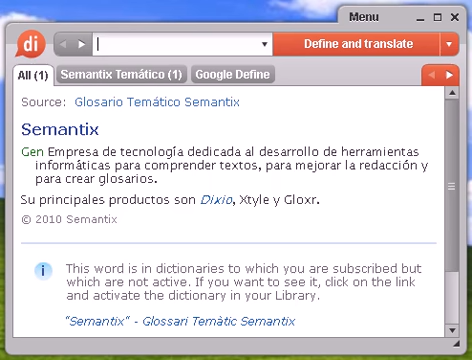 Menu
di
Define and translate
All (1)
Semantix Temático (1)
Google Define
Source: Glosario Temático Semantix
Semantix
Gen Empresa de tecnología dedicada al desarrollo de herramientas
informáticas para comprender textos, para mejorar la redacción y
para crear glosarios.
Su principales productos son Dixio, Xtyle y Gloxr.
© 2010 Semantix
i
This word is in dictionaries to which you are subscribed but
which are not active. If you want to see it, click on the link
and activate the dictionary in your Library.
"Semantix" - Glossari Temàtic Semantix